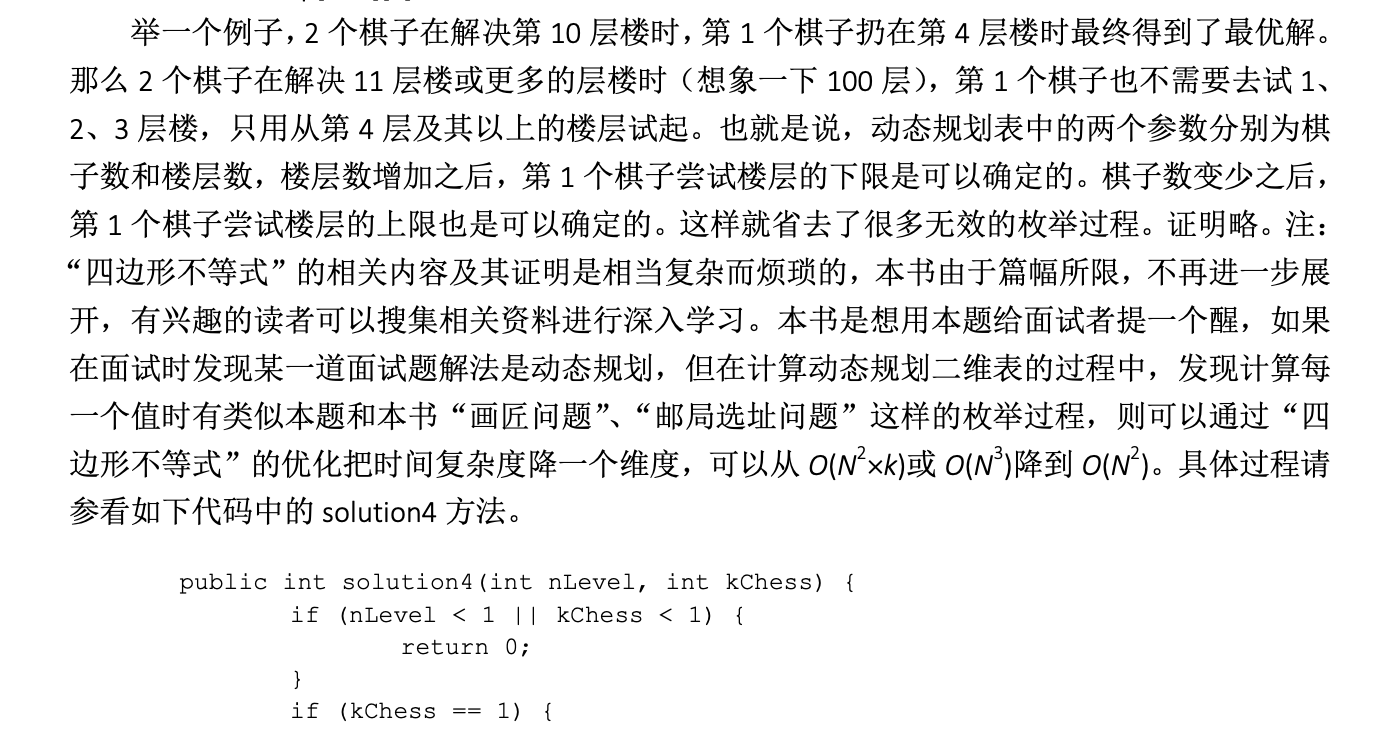 举一个例子，2 个棋子在解决第 10 层楼时，第 1 个棋子扔在第 4 层楼时最终得到了最优解。
那么 2 个棋子在解决 11 层楼或更多的层楼时（想象一下 100 层），第 1 个棋子也不需要去试 1、
2、3 层楼，只用从第 4 层及其以上的楼层试起。也就是说，动态规划表中的两个参数分别为棋
子数和楼层数，楼层数增加之后，第 1 个棋子尝试楼层的下限是可以确定的。棋子数变少之后，
第 1 个棋子尝试楼层的上限也是可以确定的。这样就省去了很多无效的枚举过程。证明略。注：
“四边形不等式”的相关内容及其证明是相当复杂而烦琐的，本书由于篇幅所限，不再进一步展
开，有兴趣的读者可以搜集相关资料进行深入学习。本书是想用本题给面试者提一个醒，如果
在面试时发现某一道面试题解法是动态规划，但在计算动态规划二维表的过程中，发现计算每
一个值时有类似本题和本书“画匠问题”、“邮局选址问题”这样的枚举过程，则可以通过“四
边形不等式”的优化把时间复杂度降一个维度，可以从 O(N²×k)或 O(N³)降到 O(N²)。具体过程请
参看如下代码中的 solution4 方法。
public int solution4(int nLevel, int kChess) {
if (nLevel < 1 || kChess < 1) {
return 0;
}
if (kChess == 1) {